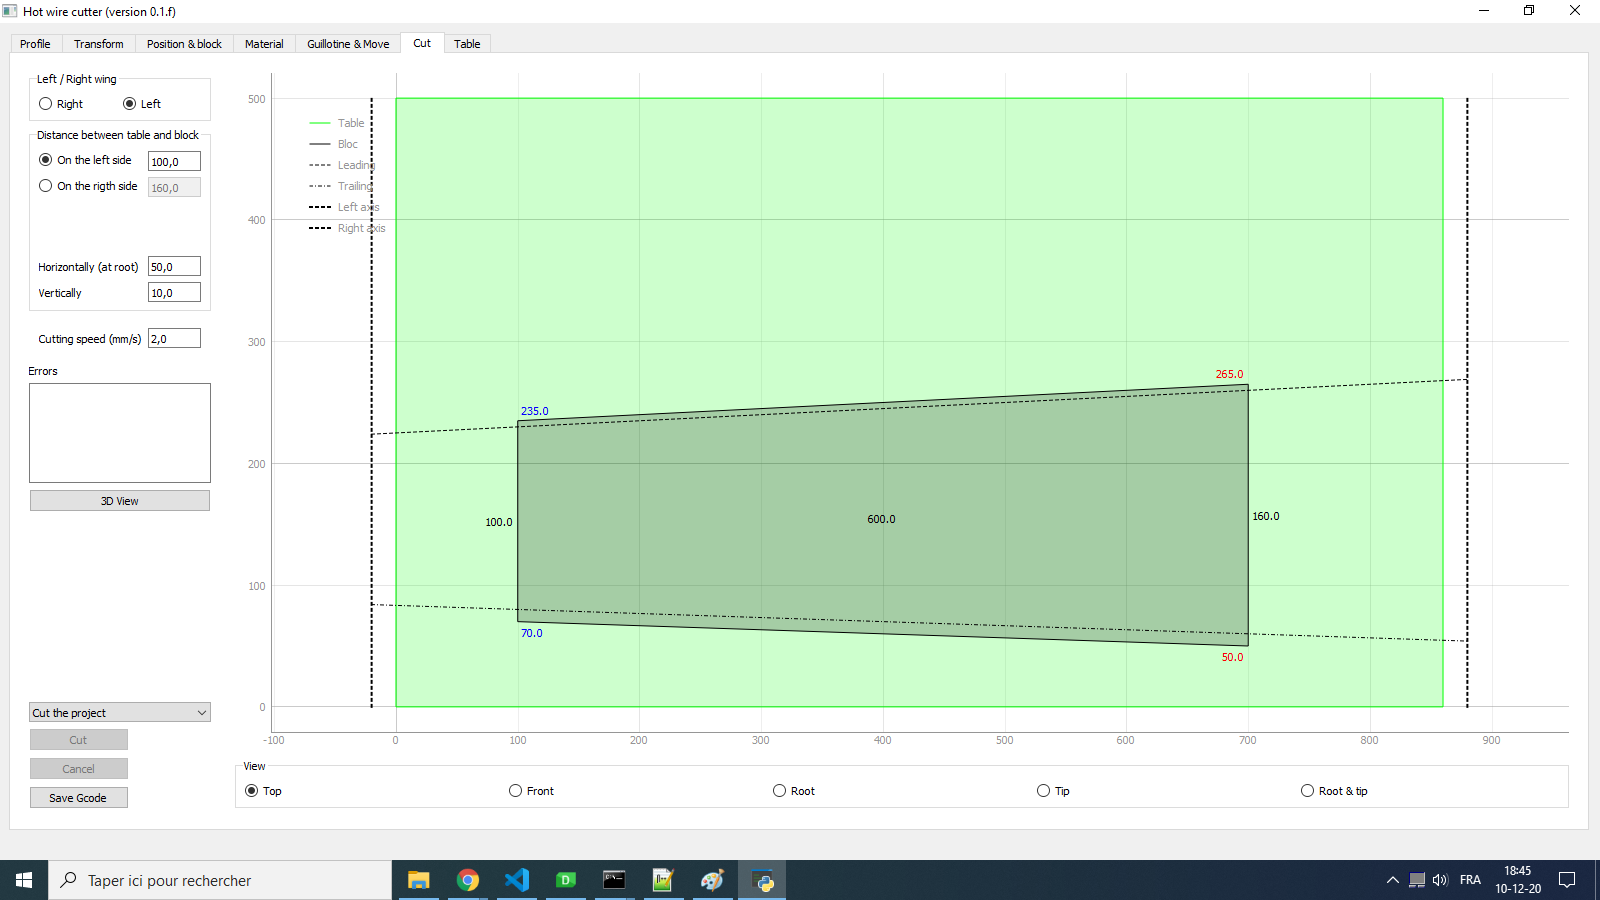 Hot wire cutter (version 0.1.f)
Profile Transform Position & block Material Guillotine & Move Cut Table
Left / Right wing
Right Left
Distance between table and block
On the left side 100,0
On the rigth side 160,0
Horizontally (at root) 50,0
Vertically 10,0
Cutting speed (mm/s) 2,0
Errors
3D View
Cut the project
Cut
Cancel
Save Gcode
500
400
300
200
100
0
Table
Bloc
Leading
Trailing
Left axis
Right axis
265.0
235.0
100.0 600.0 160.0
70.0
50.0
-100 0 100 200 300 400 500 600 700 800 900
View
Top Front Root Tip Root & tip
Taper ici pour rechercher
FRA
18:45
10-12-20